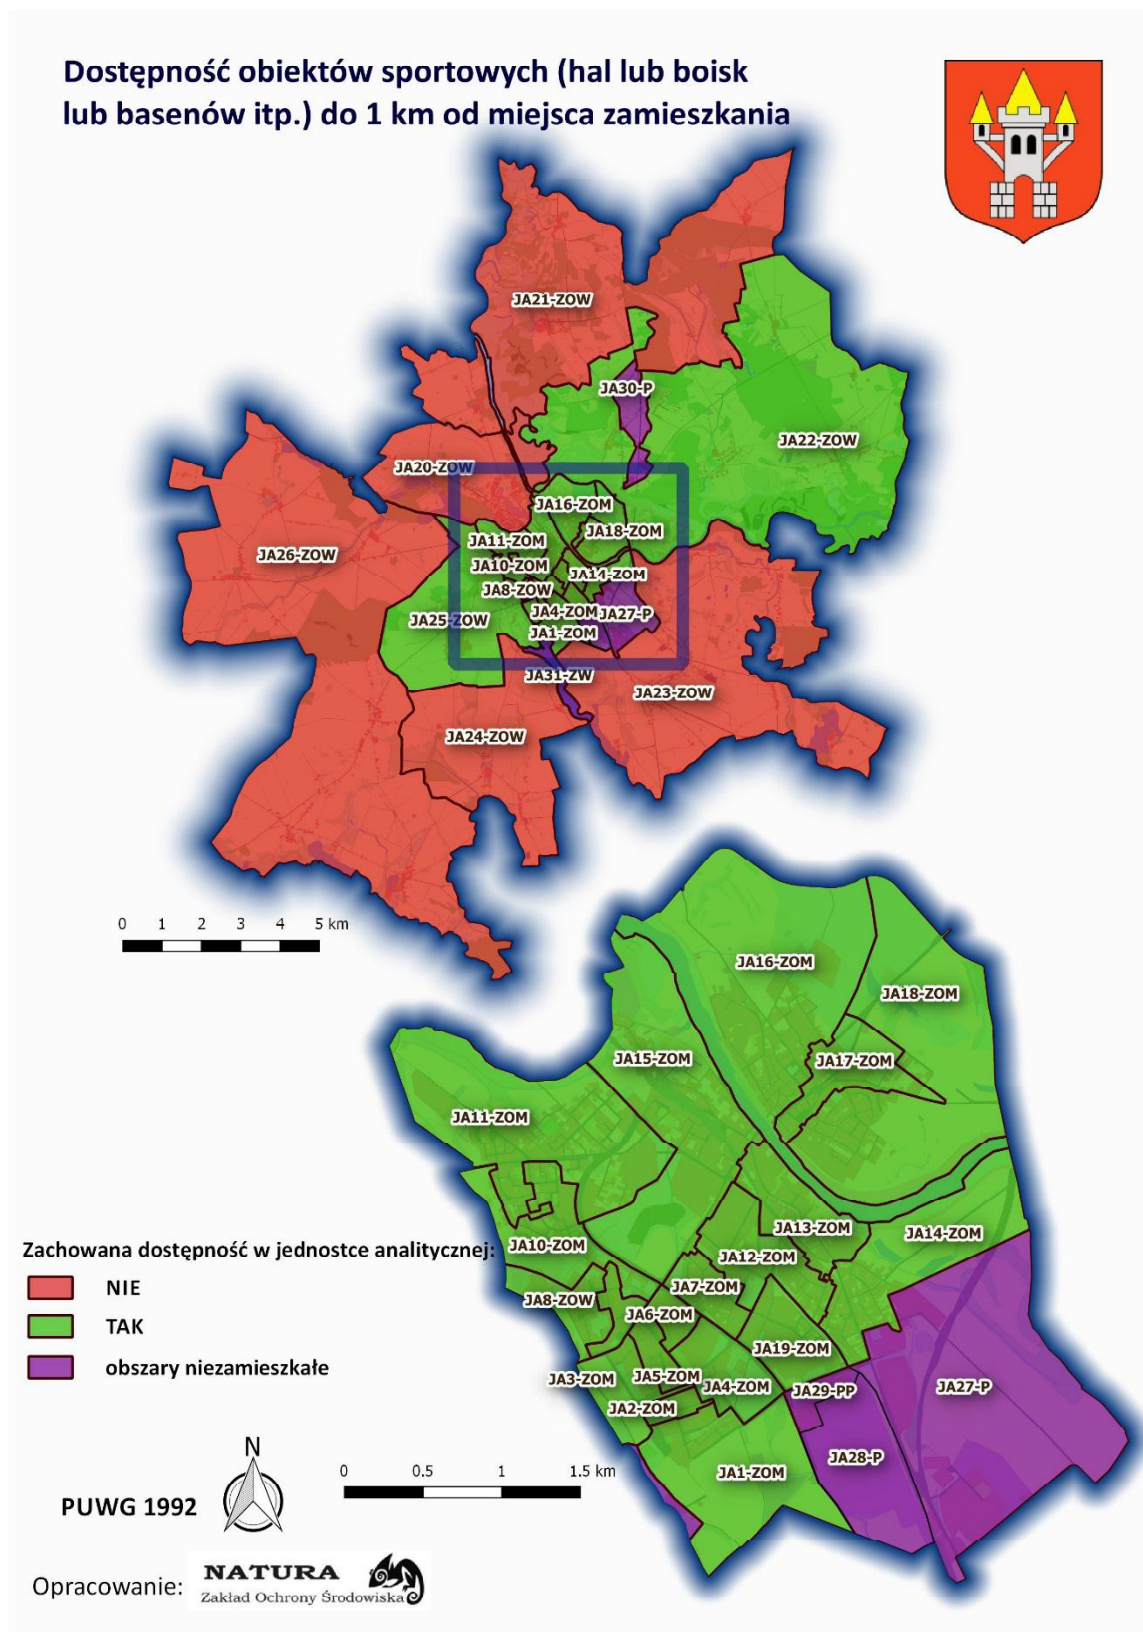 Dostępność obiektów sportowych (hal lub boisk
lub basenów itp.) do 1 km od miejsca zamieszkania
JA21-ZOW
JA30-P
JA22-ZOW
JA20-ZOW
JA16-ZOM
JA18-ZOM
JA11-ZOM
JA26-ZOW
JA10-ZOM
JA14-ZOM
JA8-ZOW
JA4-ZOM
JA27-P
JA25-ZOW
JA1-ZOM
JA31-ZW
JA23-ZOW
JA24-ZOW
0 1 2 3 4 5 km
JA16-ZOM
JA18-ZOM
JA15-ZOM
JA17-ZOM
JA11-ZOM
JA13-ZOM
JA14-ZOM
JA10-ZOM
JA12-ZOM
JA7-ZOM
JA8-ZOW
JA6-ZOM
JA19-ZOM
JA3-ZOM
JA5-ZOM
JA4-ZOM
JA29-PP
JA27-P
JA2-ZOM
JA28-P
JA1-ZOM
Zachowana dostępność w jednostce analitycznej:
NIE
TAK
obszary niezamieszkałe
N
0 0.5 1 1.5 km
PUWG 1992
Opracowanie:
NATURA
Zakład Ochrony Środowiska